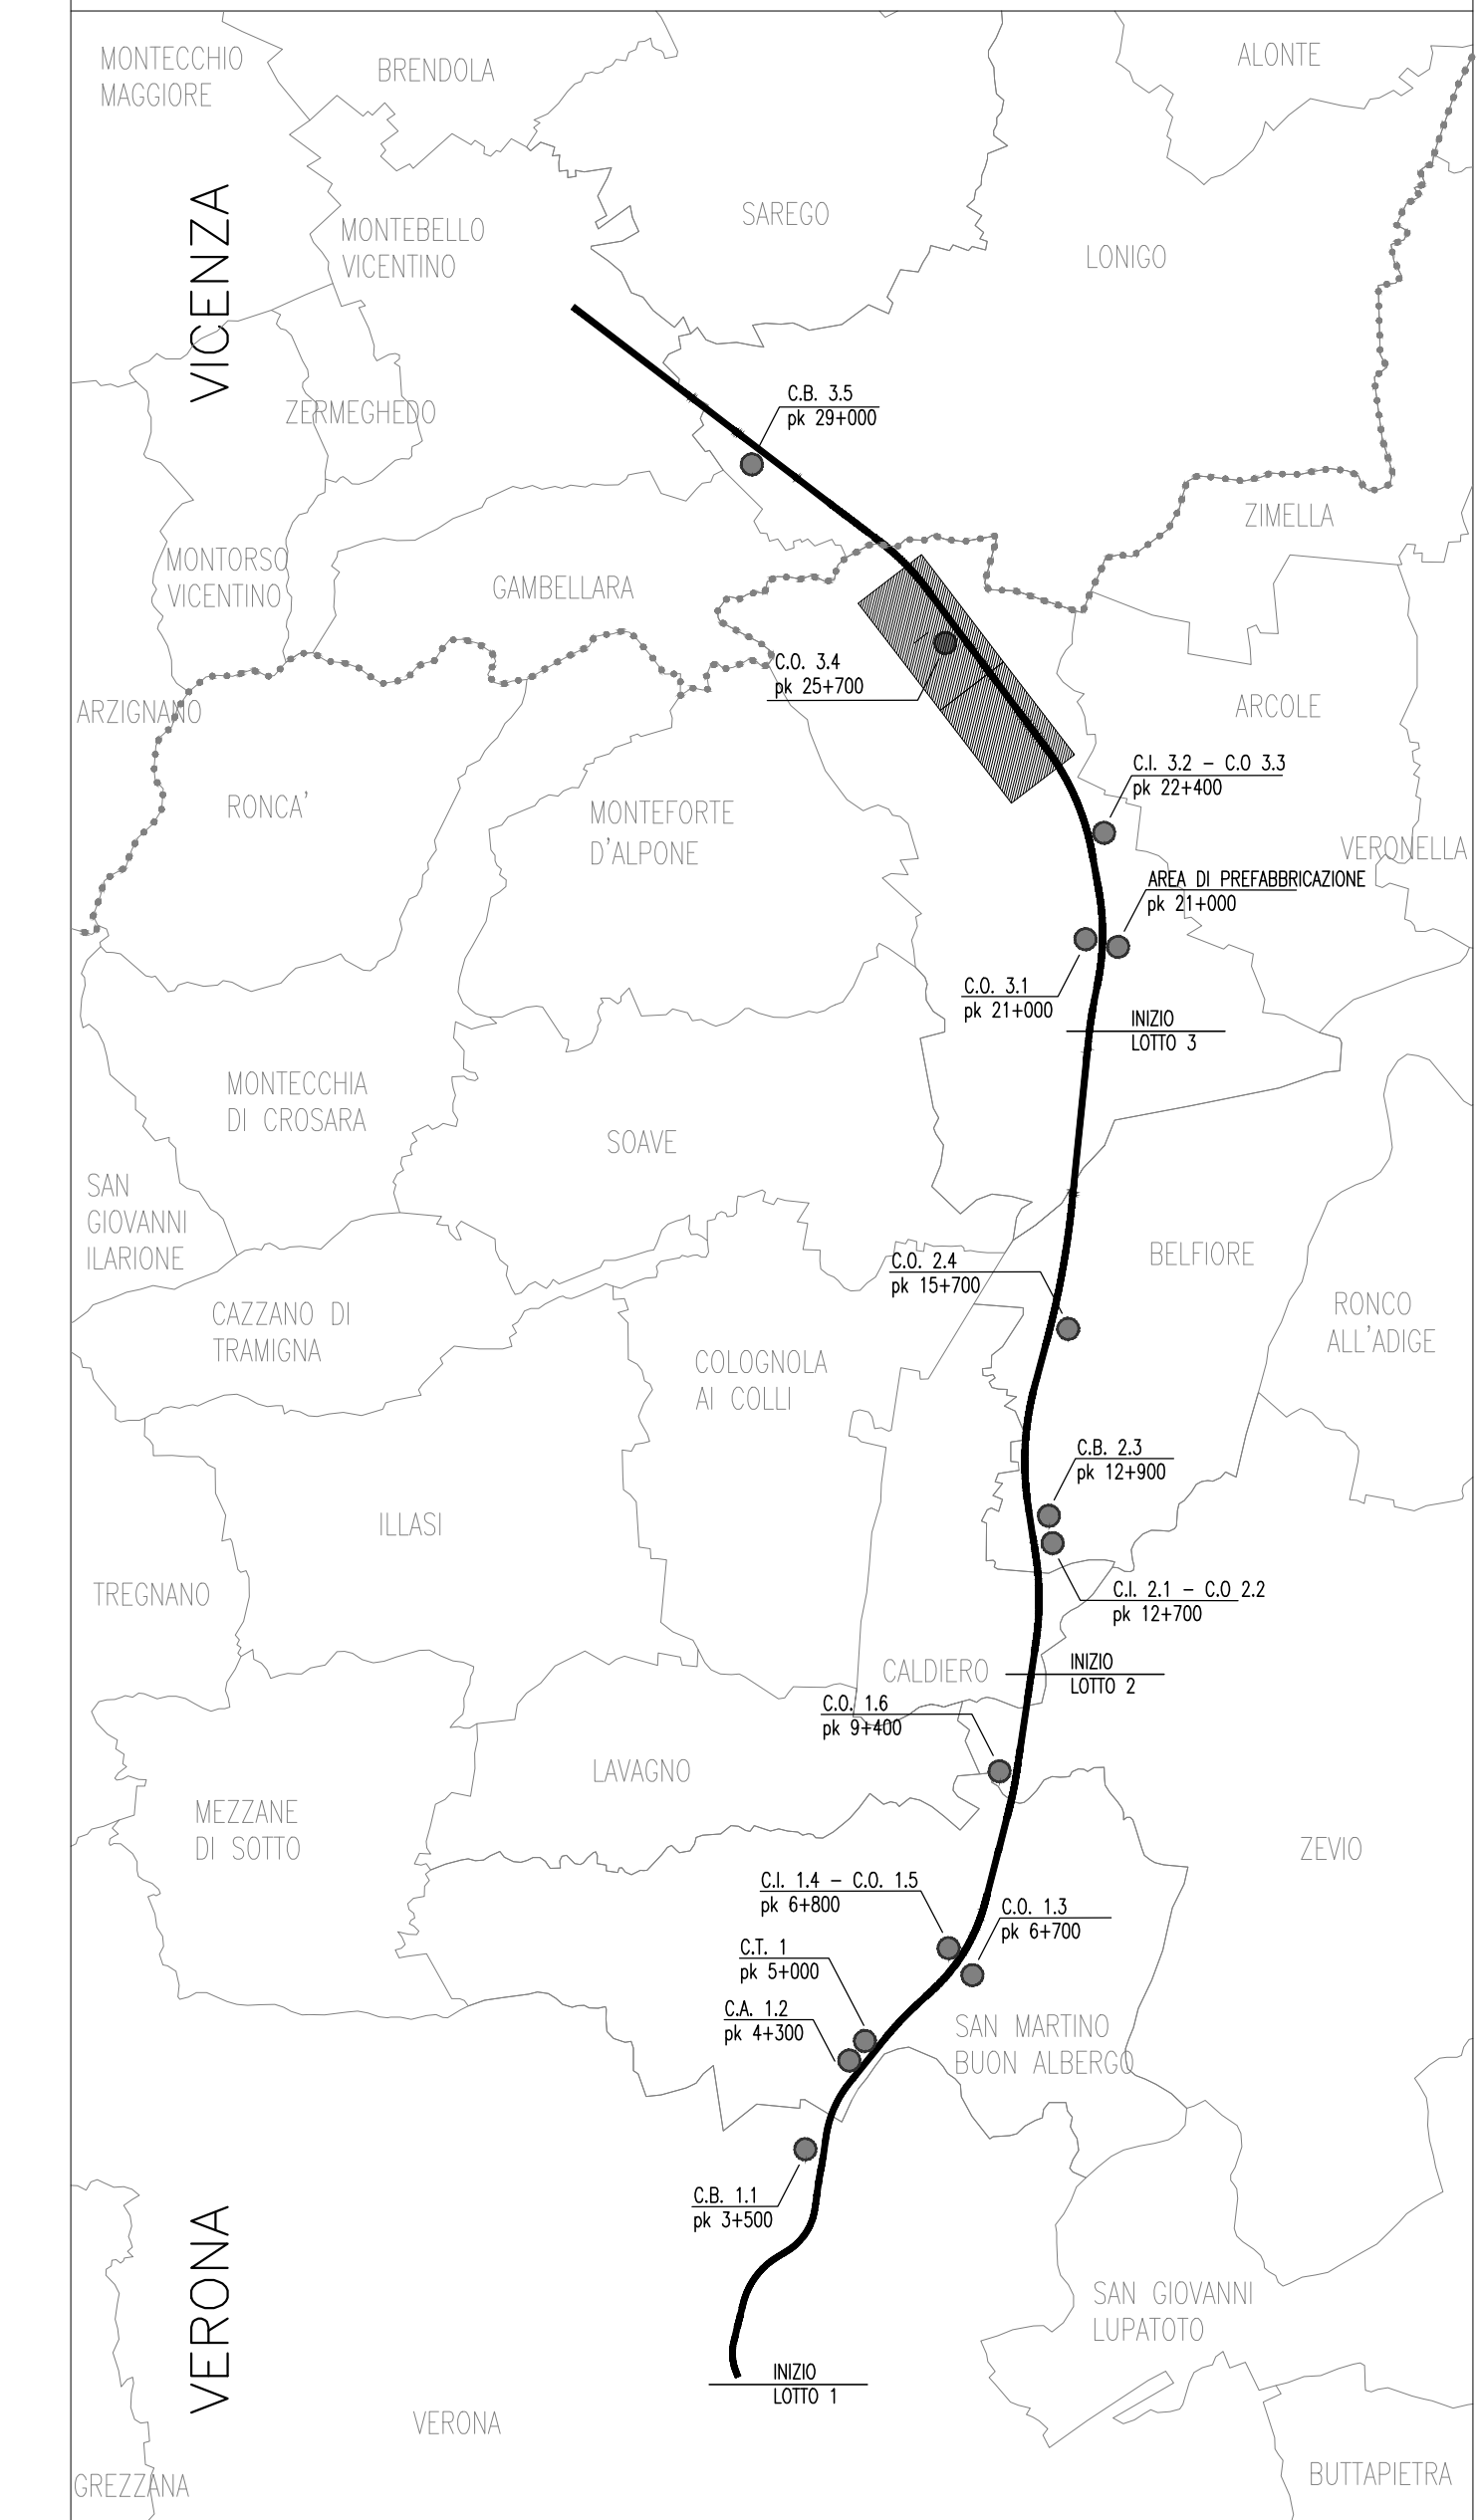 MONTECCHIO
MAGGIORE
BRENDOLA
ALONTE
VICENZA
MONTEBELLO
VICENTINO
SAREGO
LONIGO
ZERMEGHEDO
C.B. 3.5
pk 29+000
ZIMELLA
MONTORSO
VICENTINO
GAMBELLARA
C.O. 3.4
pk 25+700
ARZIGNANO
ARCOLE
C.I. 3.2 – C.O 3.3
pk 22+400
RONCA'
MONTEFORTE
D'ALPONE
VERONELLA
AREA DI PREFABBRICAZIONE
pk 21+000
C.O. 3.1
pk 21+000
INIZIO
LOTTO 3
MONTECCHIA
DI CROSARA
SOAVE
SAN
GIOVANNI
ILARIONE
BELFIORE
C.O. 2.4
pk 15+700
CAZZANO DI
TRAMIGNA
RONCO
ALL'ADIGE
COLOGNOLA
AI COLLI
C.B. 2.3
pk 12+900
ILLASI
TREGNANO
C.I. 2.1 – C.O 2.2
pk 12+700
CALDIERO
INIZIO
LOTTO 2
C.O. 1.6
pk 9+400
LAVAGNO
MEZZANE
DI SOTTO
ZEVIO
C.I. 1.4 – C.O. 1.5
pk 6+800
C.O. 1.3
pk 6+700
C.T. 1
pk 5+000
C.A. 1.2
pk 4+300
SAN MARTINO
BUON ALBERGO
C.B. 1.1
pk 3+500
VERONA
SAN GIOVANNI
LUPATOTO
INIZIO
LOTTO 1
VERONA
GREZZANA
BUTTAPIETRA